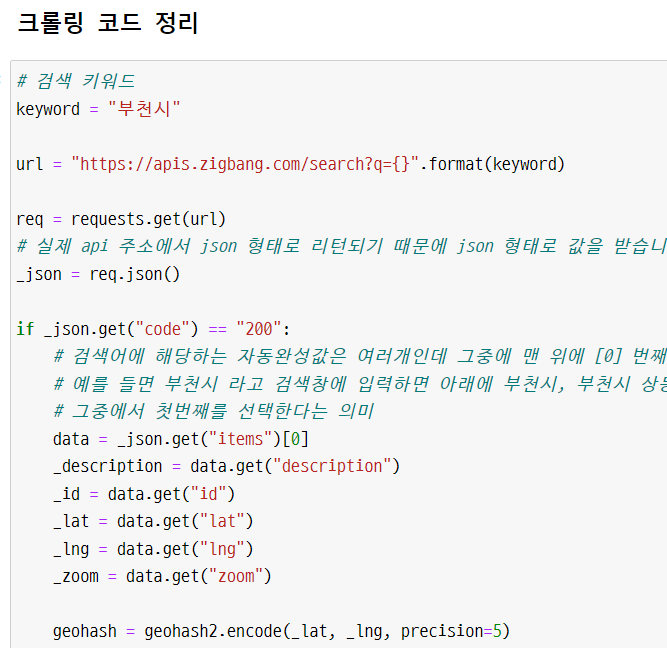 크롤링 코드 정리
# 검색 키워드
keyword = "부천시"
url = "https://apis.zigbang.com/search?q={}".format(keyword)
req = requests.get(url)
# 실제 api 주소에서 json 형태로 리턴되기 때문에 json 형태로 값을 받습니
_json = req.json()
if _json.get("code") == "200":
# 검색어에 해당하는 자동완성값은 여러개인데 그중에 맨 위에 [0] 번째
# 예를 들면 부천시 라고 검색창에 입력하면 아래에 부천시, 부천시 상동
# 그중에서 첫번째를 선택한다는 의미
data = _json.get("items")[0]
_description = data.get("description")
_id = data.get("id")
_lat = data.get("lat")
_lng = data.get("lng")
_zoom = data.get("zoom")
geohash = geohash2.encode(_lat, _lng, precision=5)